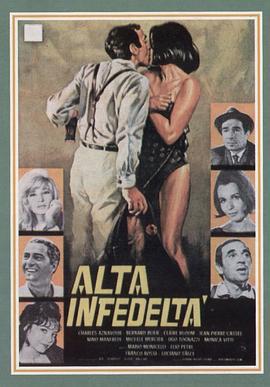 ALTA
INFEDELTA'
CHARLES AZNAVOUR BERNARD BLIER CLAIRE BLOOM JEAN PIERRE CASSEL
NINO MANFREDI MICHELE MERCIER UGO TOGNAZZI MONICA VITTI
MARIO MONICELLI ELIO PETRI
FRANCO ROSSI LUCIANO SALCE